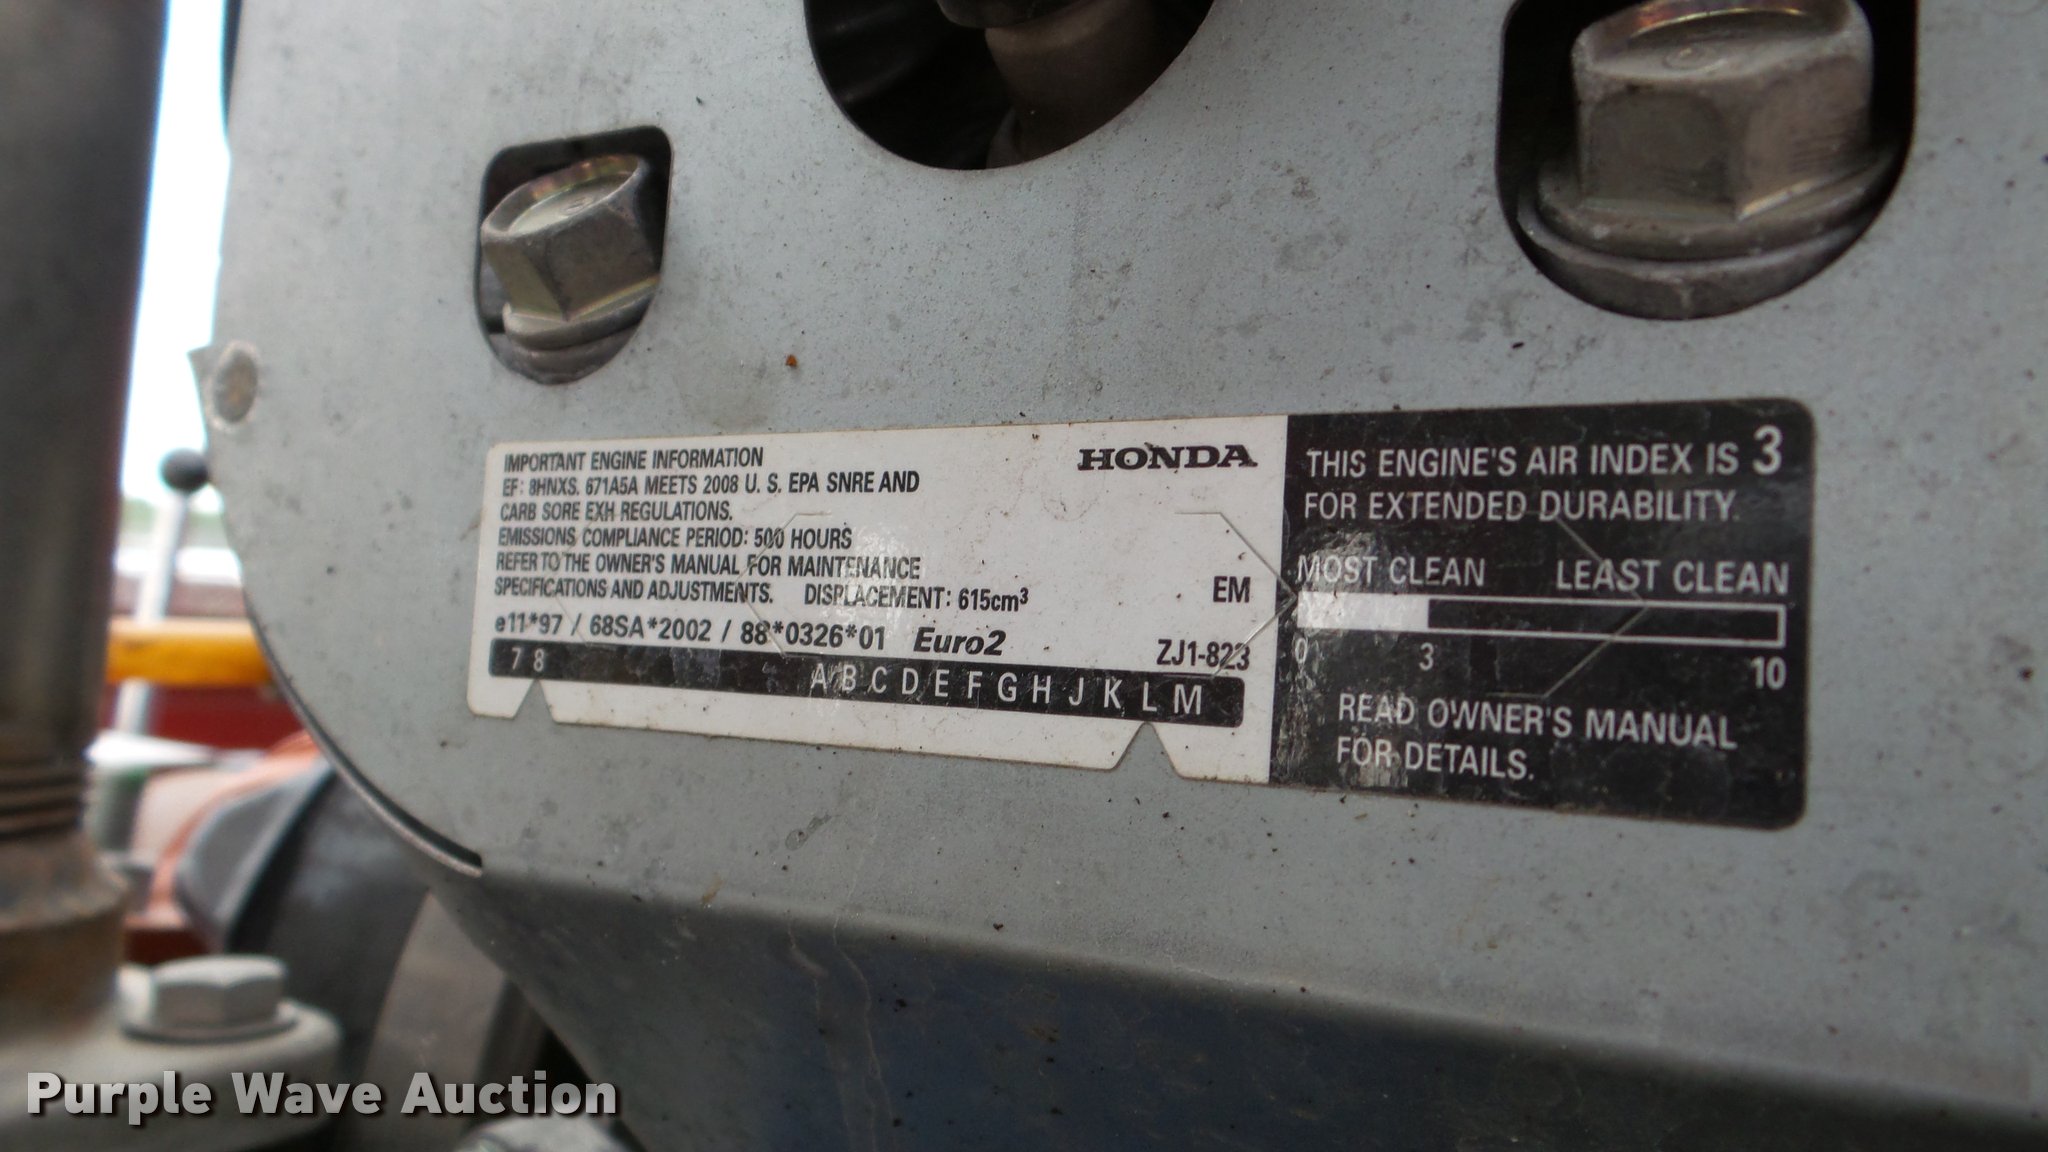 IMPORTANT ENGINE INFORMATION
EF: 8HNXS. 671A5A MEETS 2008 U. S. EPA SNRE AND
CARB SORE EXH REGULATIONS.
EMISSIONS COMPLIANCE PERIOD: 500 HOURS
REFER TO THE OWNER'S MANUAL FOR MAINTENANCE
SPECIFICATIONS AND ADJUSTMENTS. DISPLACEMENT: 615cm³
e11*97 / 68SA*2002 / 88*0326*01 Euro2
7 8 A B C D E F G H J K L M
HONDA
EM
ZJ1-823
THIS ENGINE'S AIR INDEX IS 3
FOR EXTENDED DURABILITY.
MOST CLEAN LEAST CLEAN
0 3 10
READ OWNER'S MANUAL
FOR DETAILS.
Purple Wave Auction